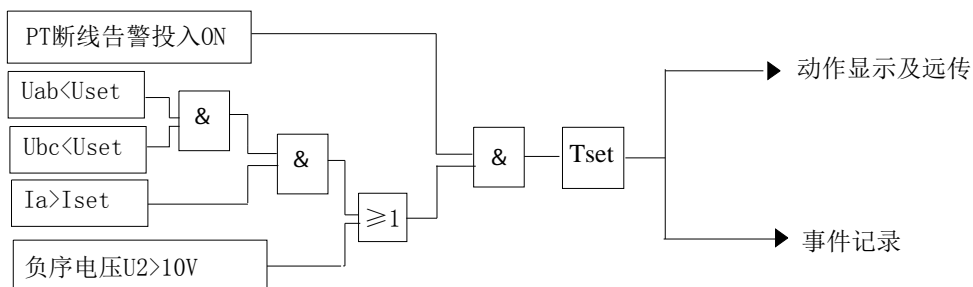 PT断线告警投入ON
动作显示及远传
Uab<Uset
&
Ubc<Uset
&
&
Tset
Ia>Iset
≥1
事件记录
负序电压U2>10V